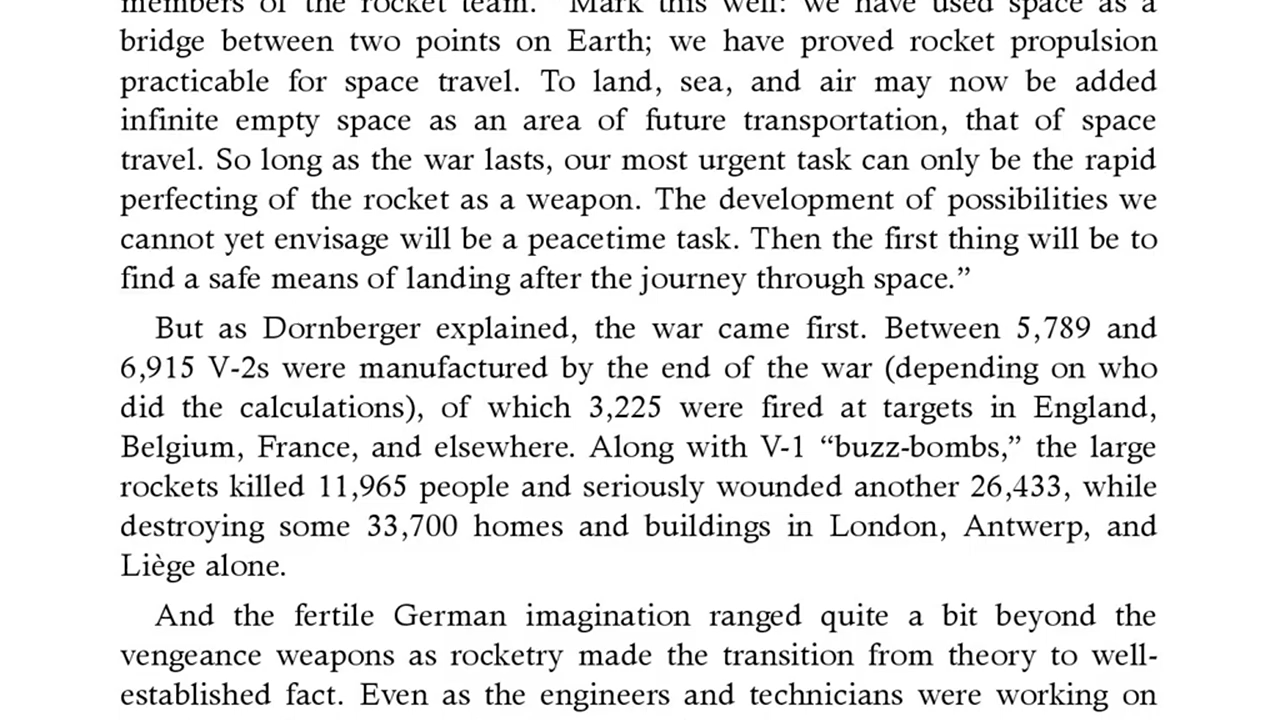 members of the rocket team. “Mark this well: we have used space as a
bridge between two points on Earth; we have proved rocket propulsion
practicable for space travel. To land, sea, and air may now be added
infinite empty space as an area of future transportation, that of space
travel. So long as the war lasts, our most urgent task can only be the rapid
perfecting of the rocket as a weapon. The development of possibilities we
cannot yet envisage will be a peacetime task. Then the first thing will be to
find a safe means of landing after the journey through space.”
But as Dornberger explained, the war came first. Between 5,789 and
6,915 V-2s were manufactured by the end of the war (depending on who
did the calculations), of which 3,225 were fired at targets in England,
Belgium, France, and elsewhere. Along with V-1 “buzz-bombs,” the large
rockets killed 11,965 people and seriously wounded another 26,433, while
destroying some 33,700 homes and buildings in London, Antwerp, and
Liège alone.
And the fertile German imagination ranged quite a bit beyond the
vengeance weapons as rocketry made the transition from theory to well-
established fact. Even as the engineers and technicians were working on